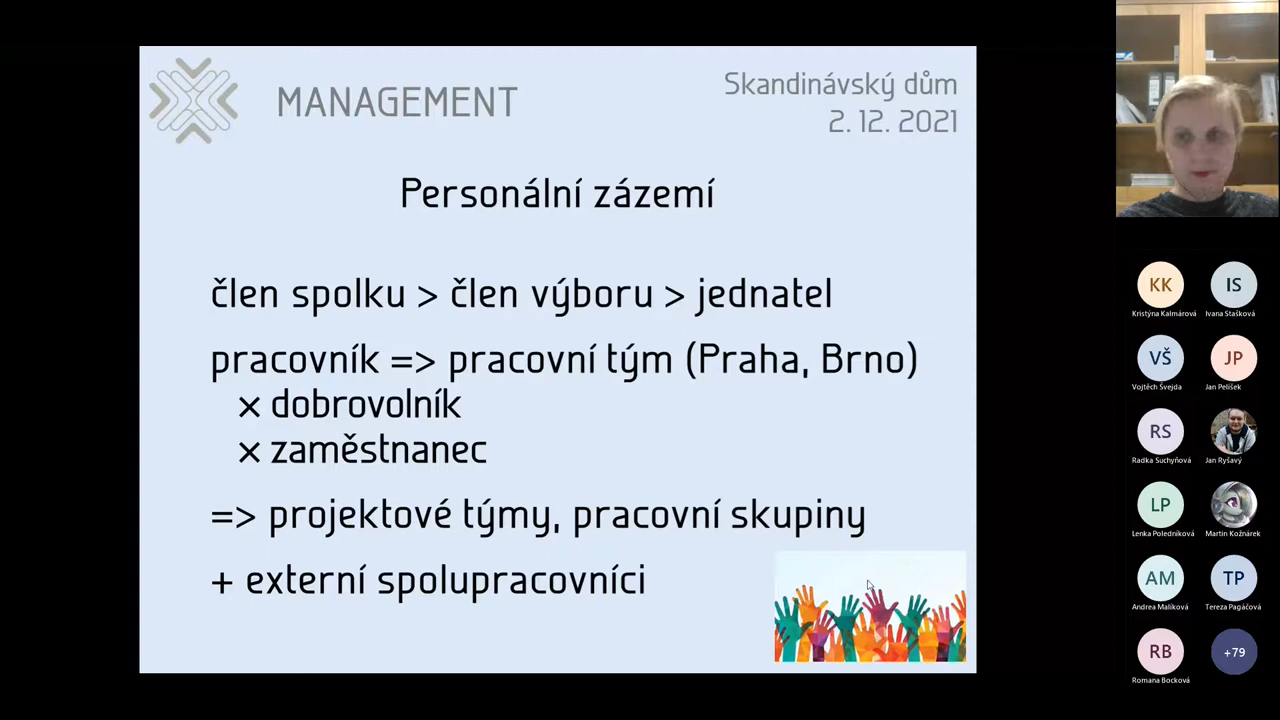 MANAGEMENT
Skandinávský dům
2. 12. 2021
Personální zázemí
člen spolku > člen výboru > jednatel
pracovník => pracovní tým (Praha, Brno)
× dobrovolník
× zaměstnanec
=> projektové týmy, pracovní skupiny
+ externí spolupracovníci
KK
Kristýna Kalmárová
IS
Ivana Stašková
VŠ
Vojtěch Švejda
JP
Jan Pelíšek
RS
Radka Suchyňová
Jan Ryšavý
LP
Lenka Poledníková
Martin Kožnárek
AM
Andrea Malíková
TP
Tereza Pagáčová
RB
Romana Bocková
+79